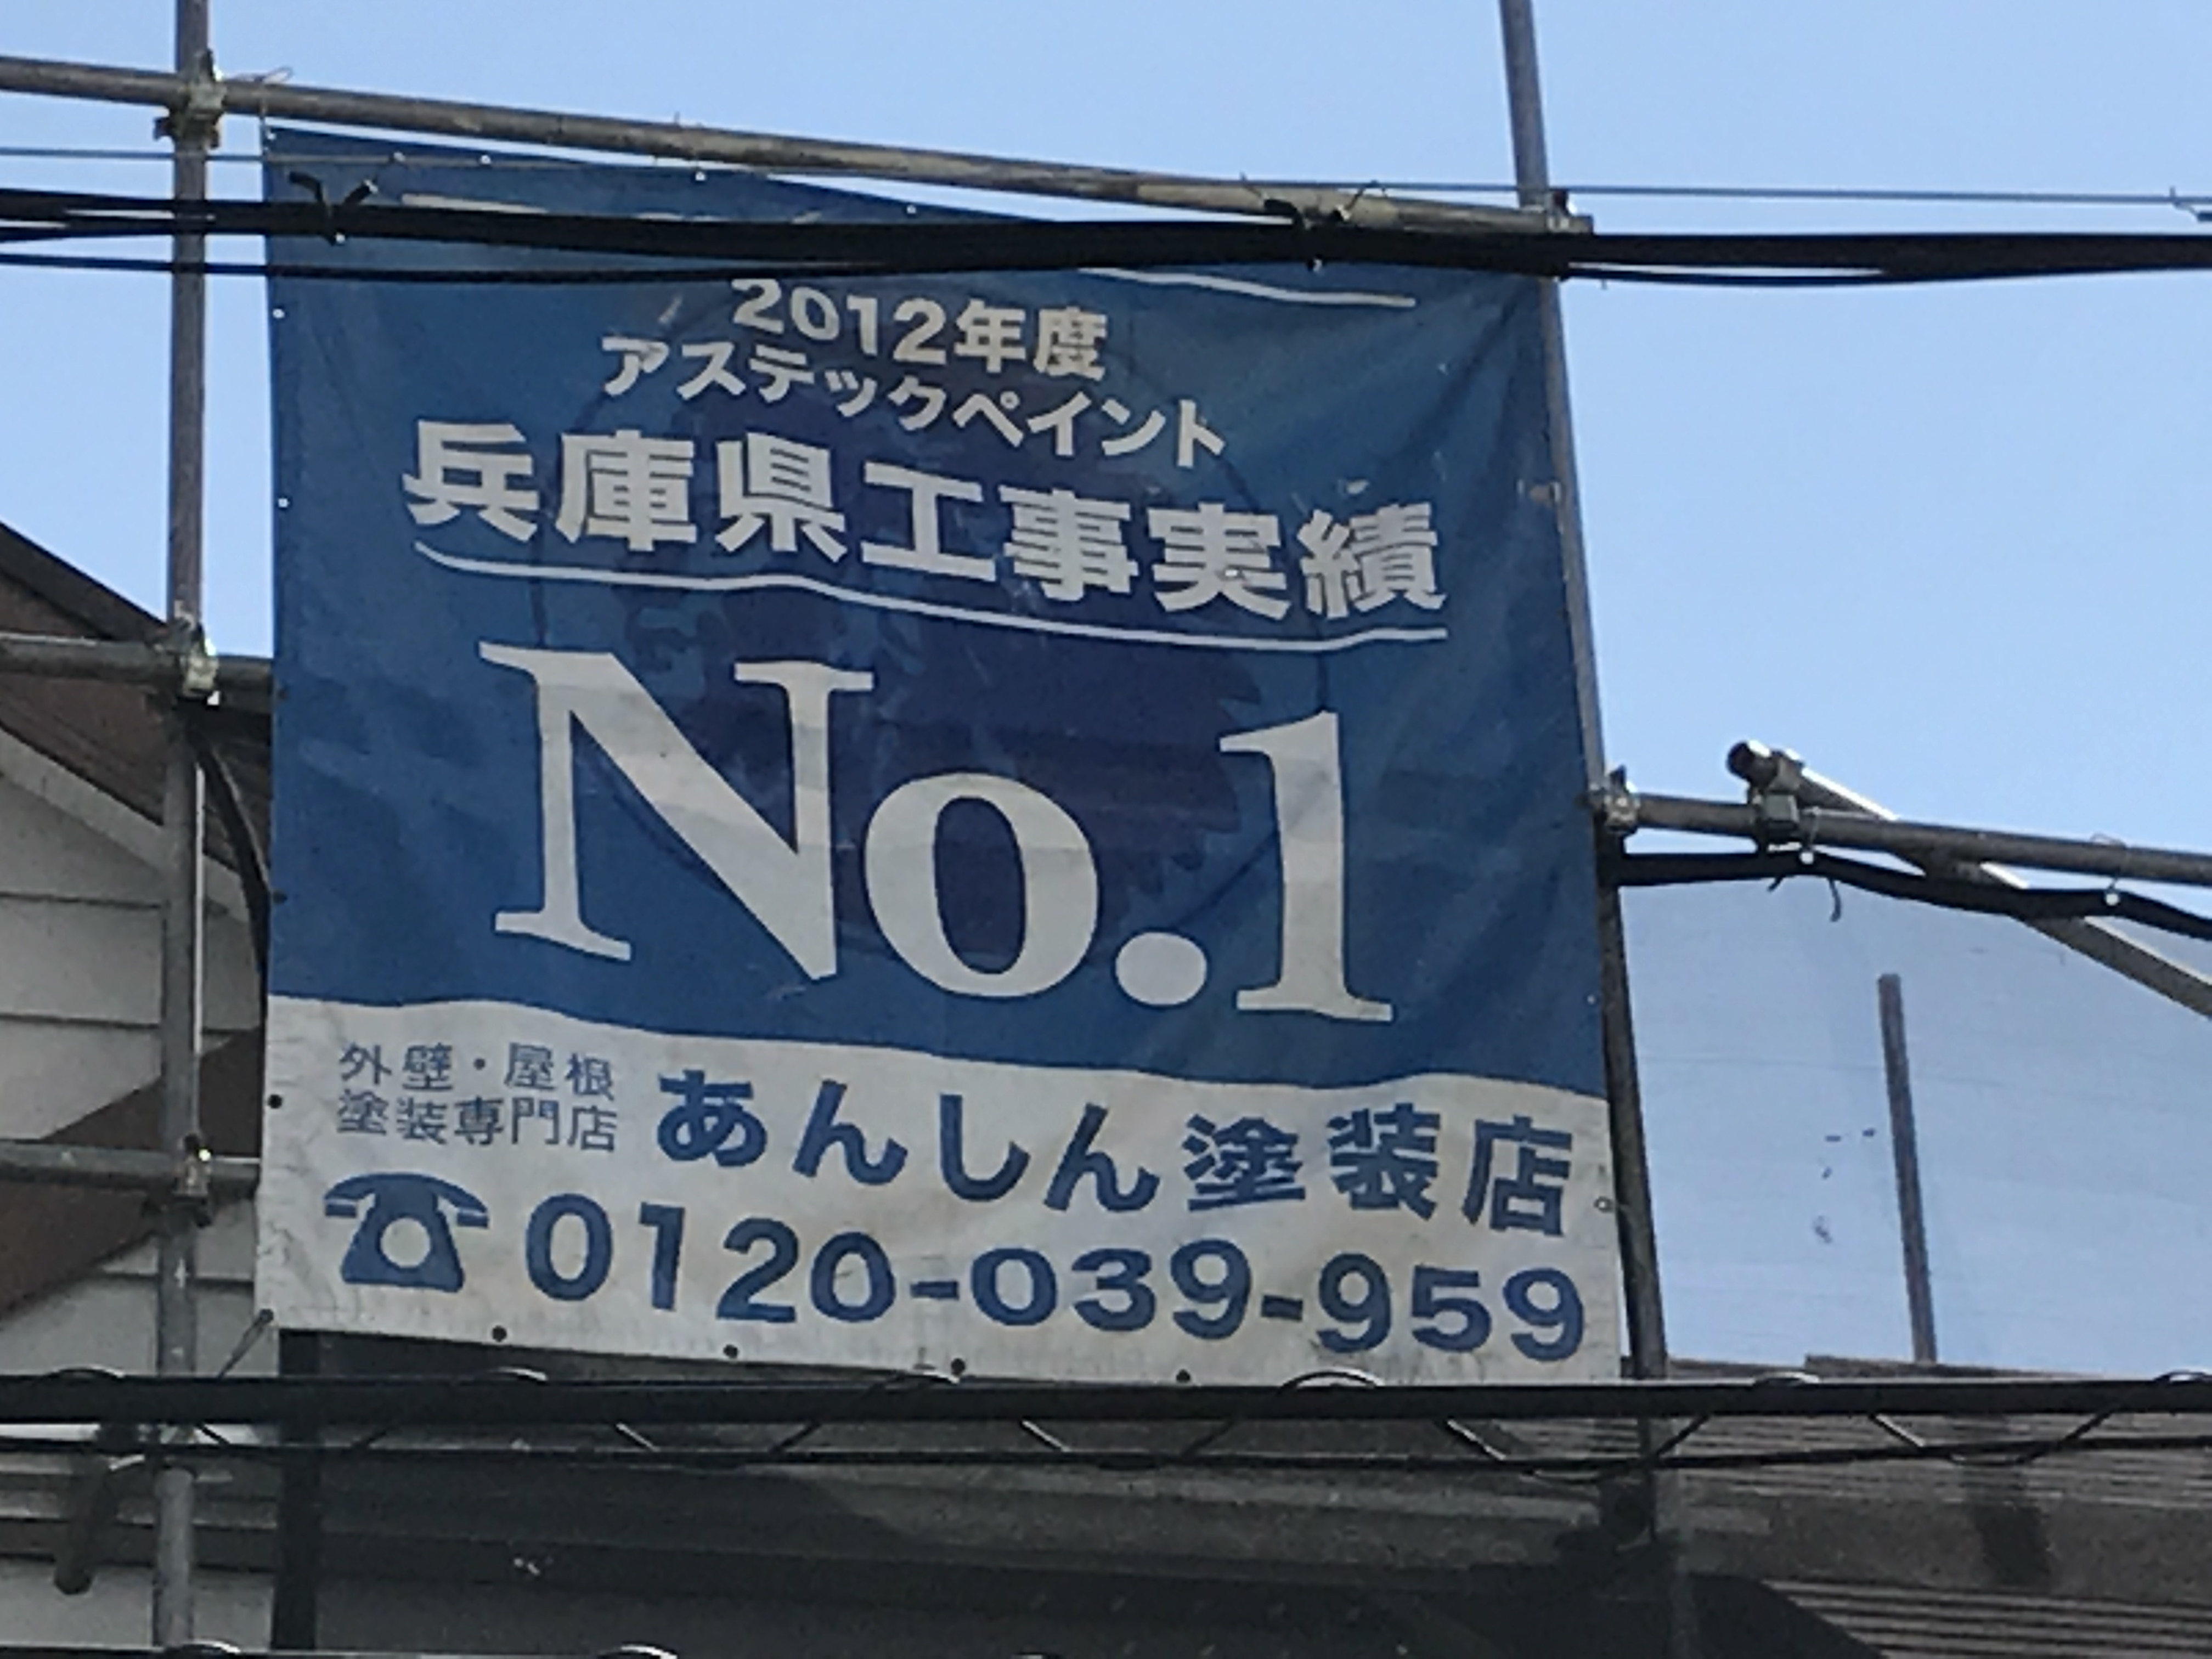 2012年度
アステックペイント
兵庫県工事実績
No.1
外壁・屋根
塗装専門店
あんしん塗装店
0120-039-959